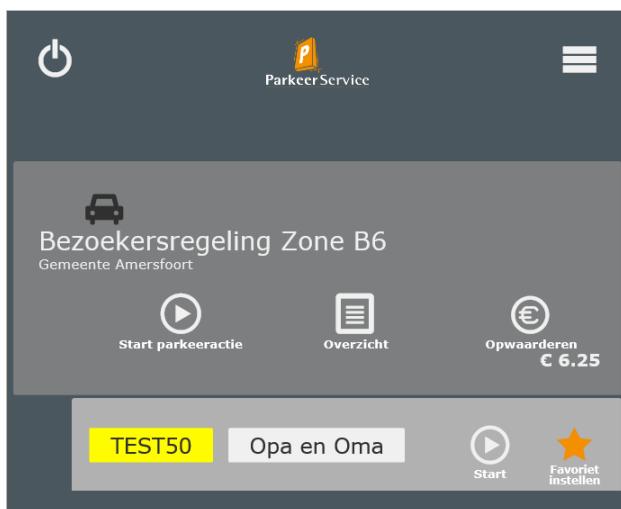 P
ParkeerService
Bezoekersregeling Zone B6
Gemeente Amersfoort
Start parkeeractie
Overzicht
€
Opwaarderen
€ 6.25
TEST50
Opa en Oma
Start
Favoriet
instellen